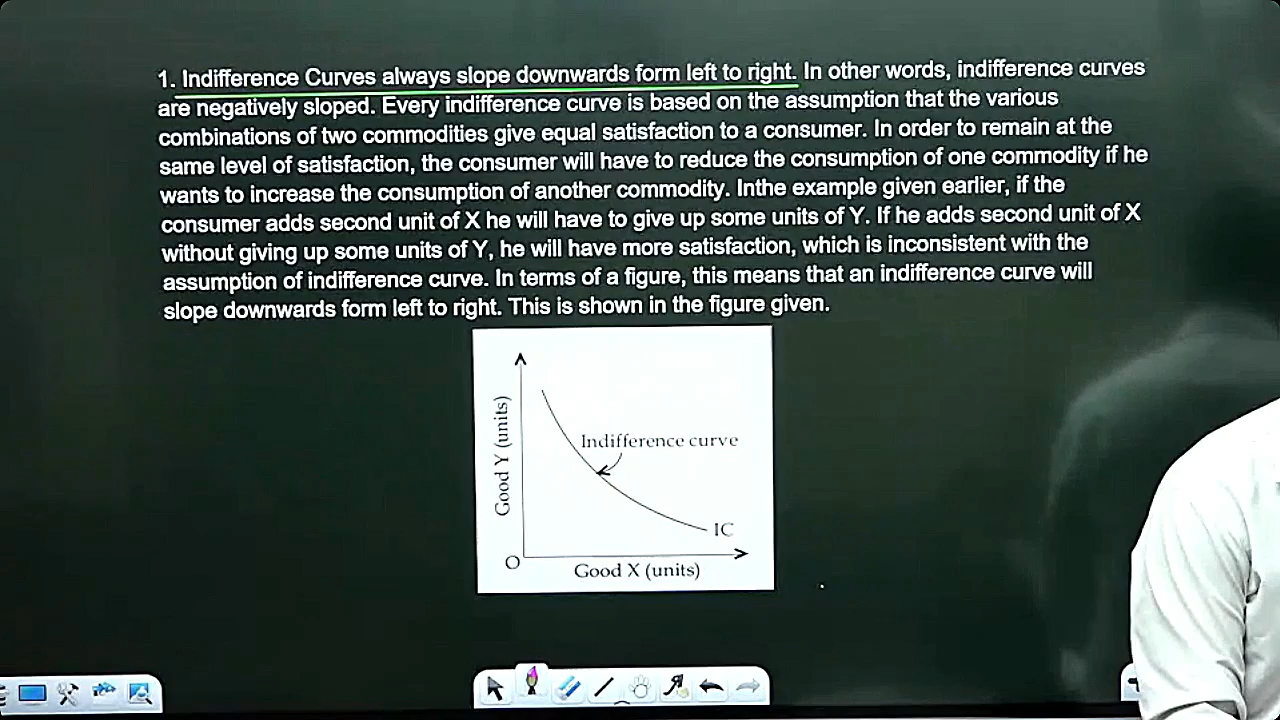 1. Indifference Curves always slope downwards form left to right. In other words, indifference curves
are negatively sloped. Every indifference curve is based on the assumption that the various
combinations of two commodities give equal satisfaction to a consumer. In order to remain at the
same level of satisfaction, the consumer will have to reduce the consumption of one commodity if he
wants to increase the consumption of another commodity. Inthe example given earlier, if the
consumer adds second unit of X he will have to give up some units of Y. If he adds second unit of X
without giving up some units of Y, he will have more satisfaction, which is inconsistent with the
assumption of indifference curve. In terms of a figure, this means that an indifference curve will
slope downwards form left to right. This is shown in the figure given.
Good Y (units)
Indifference curve
IC
O
Good X (units)